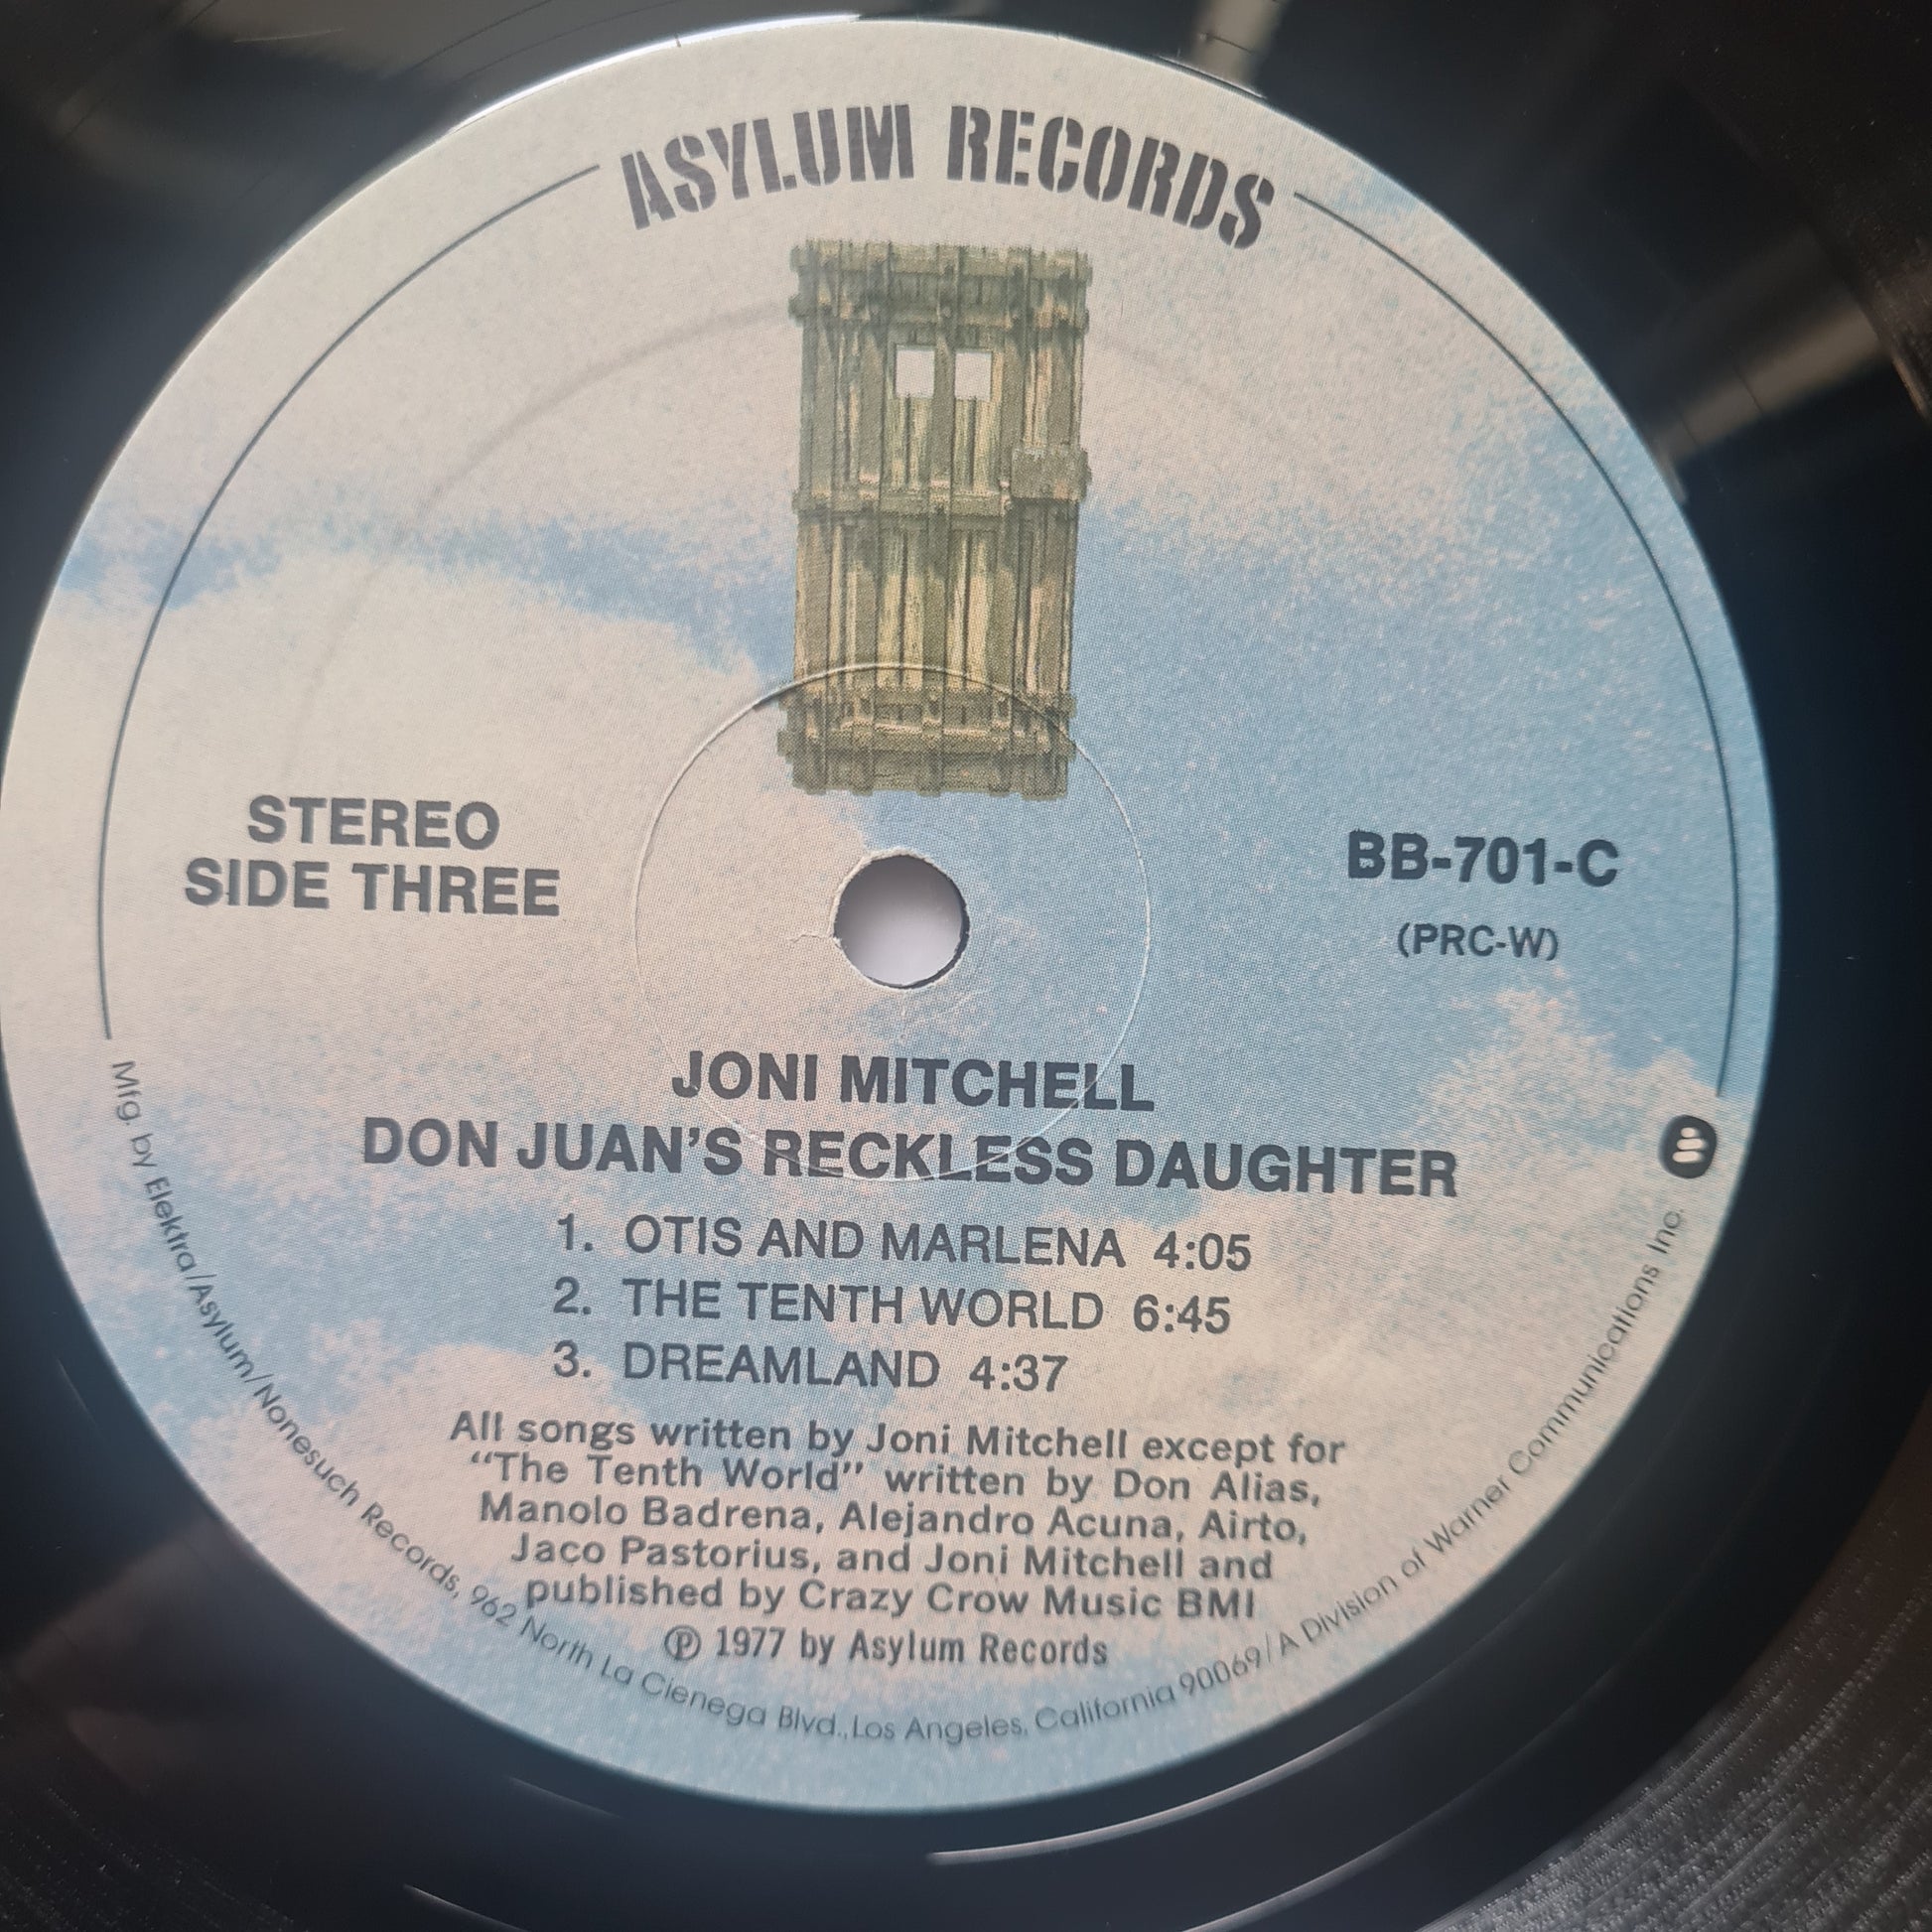 ASYLUM RECORDS
STEREO
SIDE THREE
BB-701-C
(PRC-W)
JONI MITCHELL
DON JUAN'S RECKLESS DAUGHTER
1. OTIS AND MARLENA 4:05
2. THE TENTH WORLD 6:45
3. DREAMLAND 4:37
All songs written by Joni Mitchell except for
“The Tenth World” written by Don Alias,
Manolo Badrena, Alejandro Acuna, Airto,
Jaco Pastorius, and Joni Mitchell and
published by Crazy Crow Music BMI
℗ 1977 by Asylum Records
Mfg. by Elektra/Asylum/Nonesuch Records, 962 North La Cienega Blvd., Los Angeles, California 90069/A Division of Warner Communications Inc.